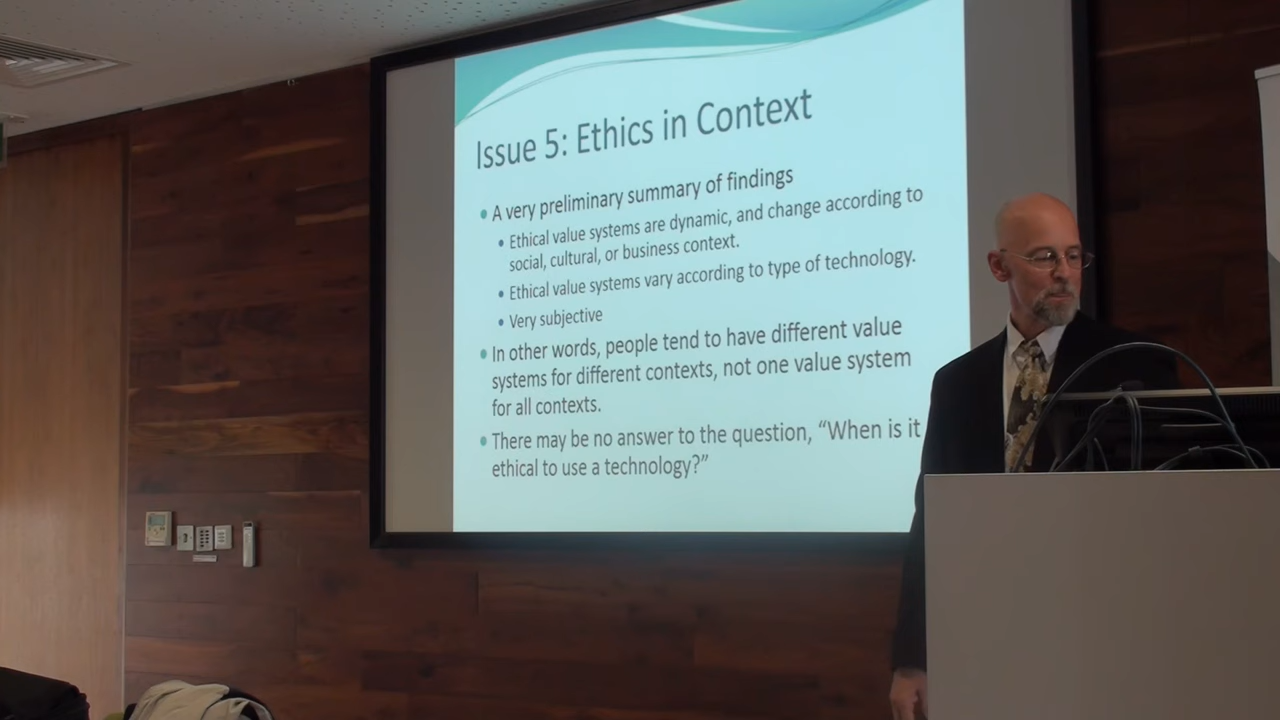 Issue 5: Ethics in Context
A very preliminary summary of findings
Ethical value systems are dynamic, and change according to
social, cultural, or business context.
Ethical value systems vary according to type of technology.
Very subjective
In other words, people tend to have different value
systems for different contexts, not one value system
for all contexts.
There may be no answer to the question, “When is it
ethical to use a technology?”